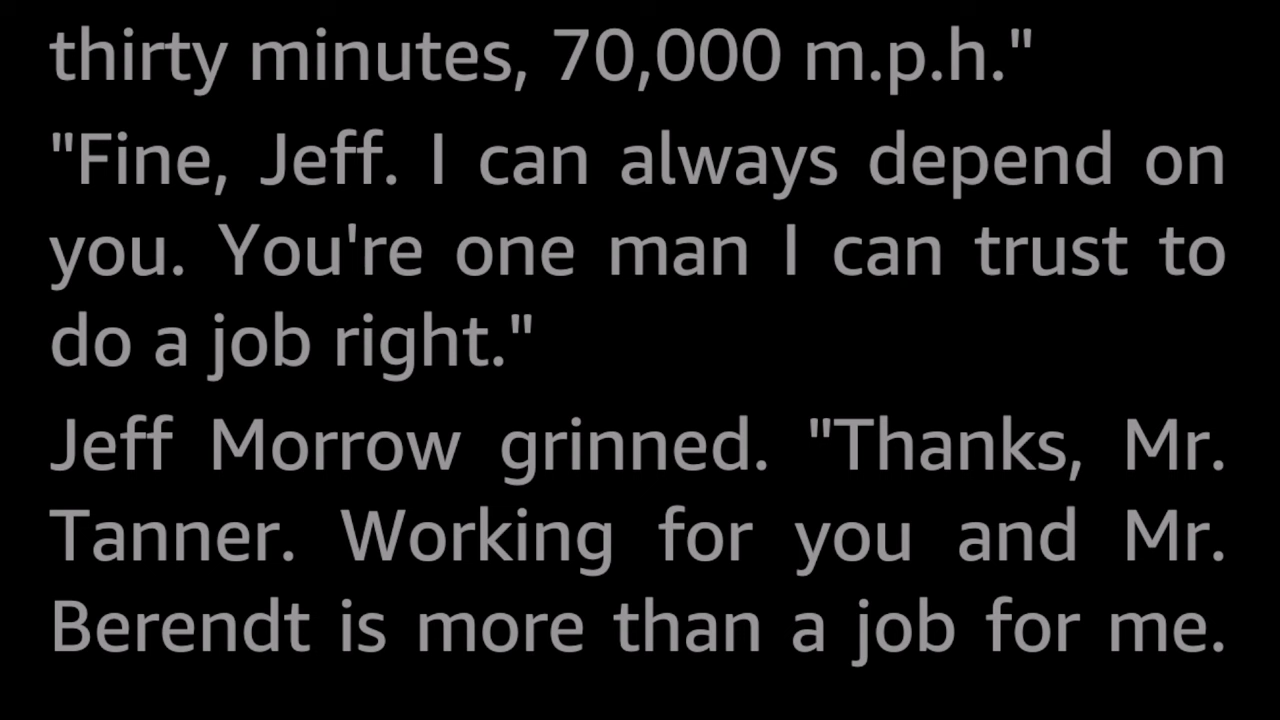 thirty minutes, 70,000 m.p.h."
"Fine, Jeff. I can always depend on
you. You're one man I can trust to
do a job right."
Jeff Morrow grinned. "Thanks, Mr.
Tanner. Working for you and Mr.
Berendt is more than a job for me.